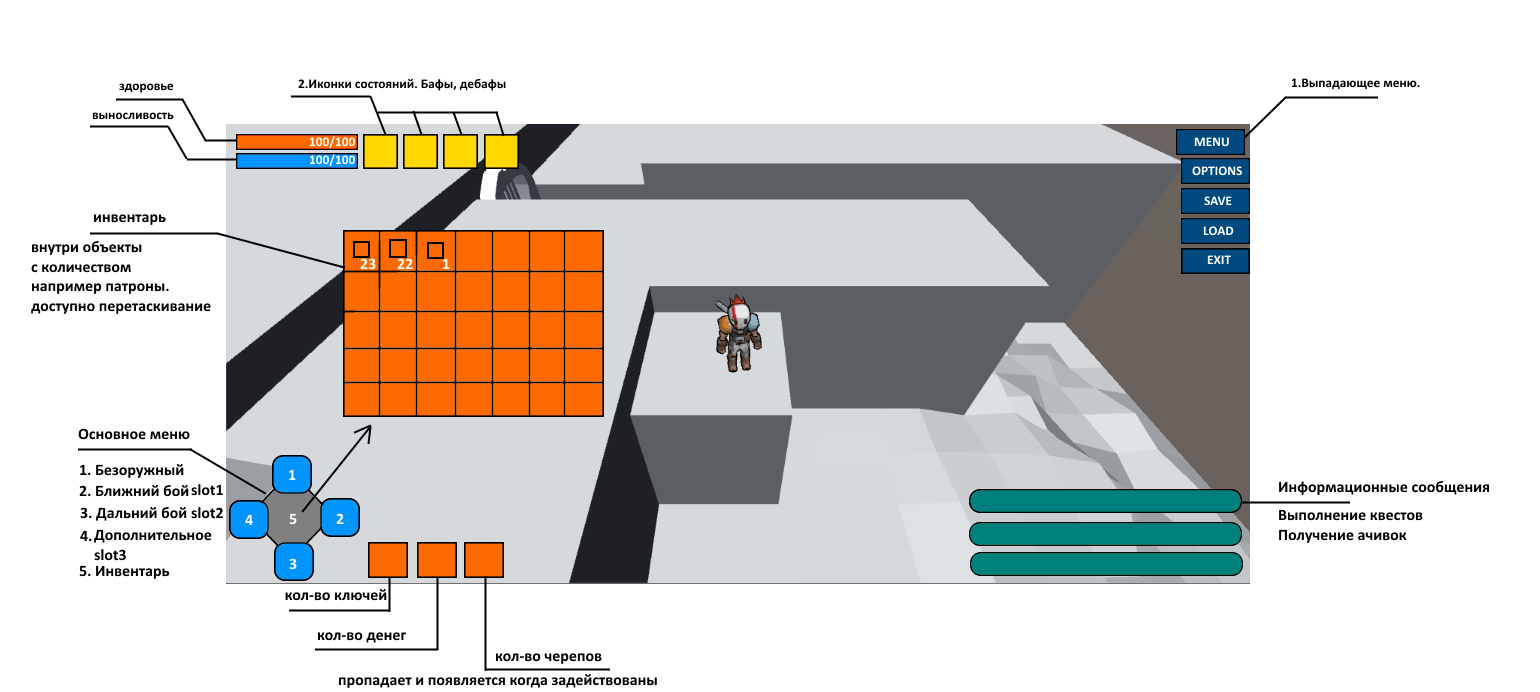 здоровье
2.Иконки состояний. Бафы, дебафы
1.Выпадающее меню.
выносливость
100/100
100/100
MENU
OPTIONS
SAVE
LOAD
EXIT
инвентарь
внутри объекты
с количеством
например патроны.
доступно перетаскивание
23
22
1
Основное меню
1. Безоружный
2. Ближний бой slot1
3. Дальний бой slot2
4. Дополнительное
slot3
5. Инвентарь
1
4
5
2
3
Информационные сообщения
Выполнение квестов
Получение ачивок
кол-во ключей
кол-во денег
кол-во черепов
пропадает и появляется когда задействованы